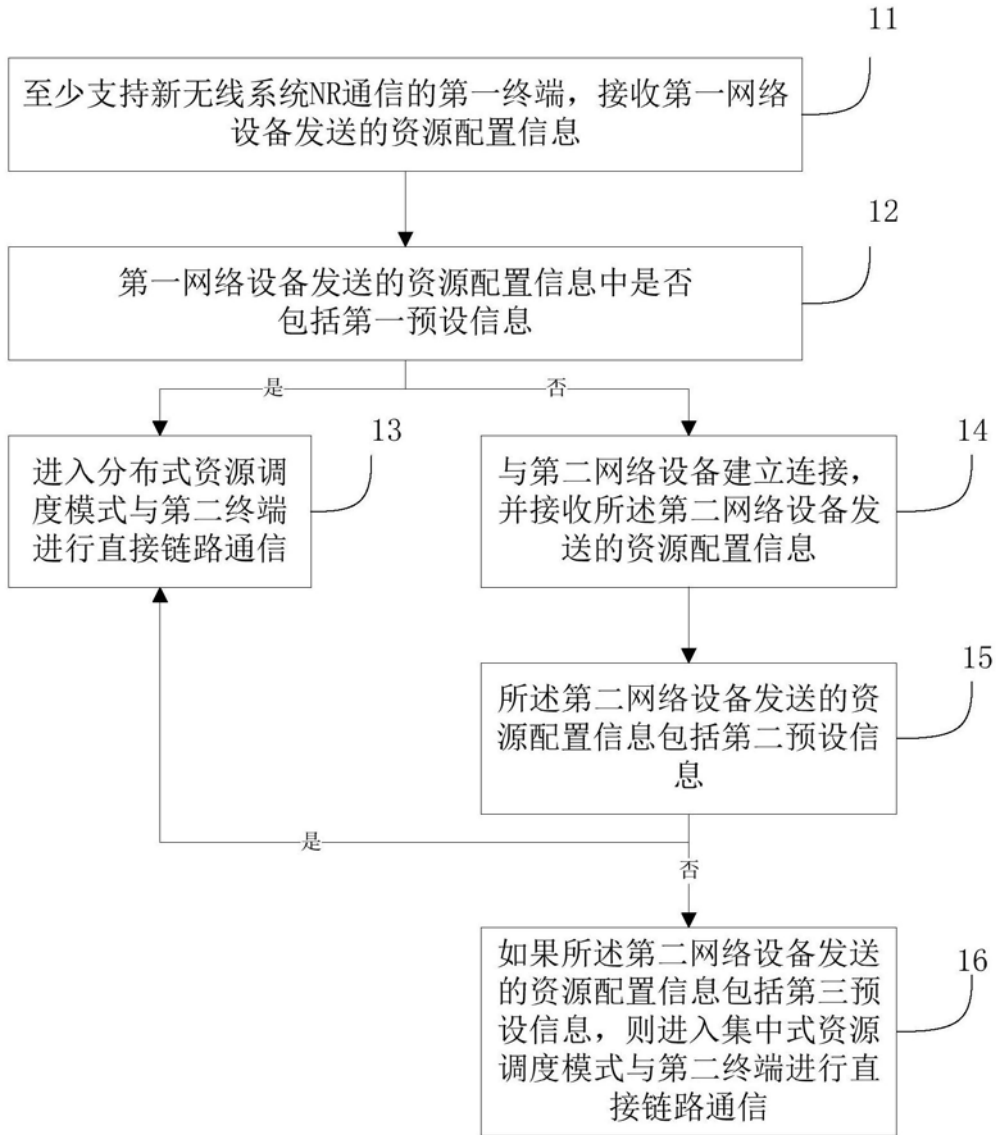 11
至少支持新无线系统NR通信的第一终端，接收第一网络
设备发送的资源配置信息
12
第一网络设备发送的资源配置信息中是否
包括第一预设信息
是
否
13
进入分布式资源调
度模式与第二终端
进行直接链路通信
14
与第二网络设备建立连接，
并接收所述第二网络设备发
送的资源配置信息
15
所述第二网络设备发送的资
源配置信息包括第二预设信
息
是
否
16
如果所述第二网络设备发送
的资源配置信息包括第三预
设信息，则进入集中式资源
调度模式与第二终端进行直
接链路通信